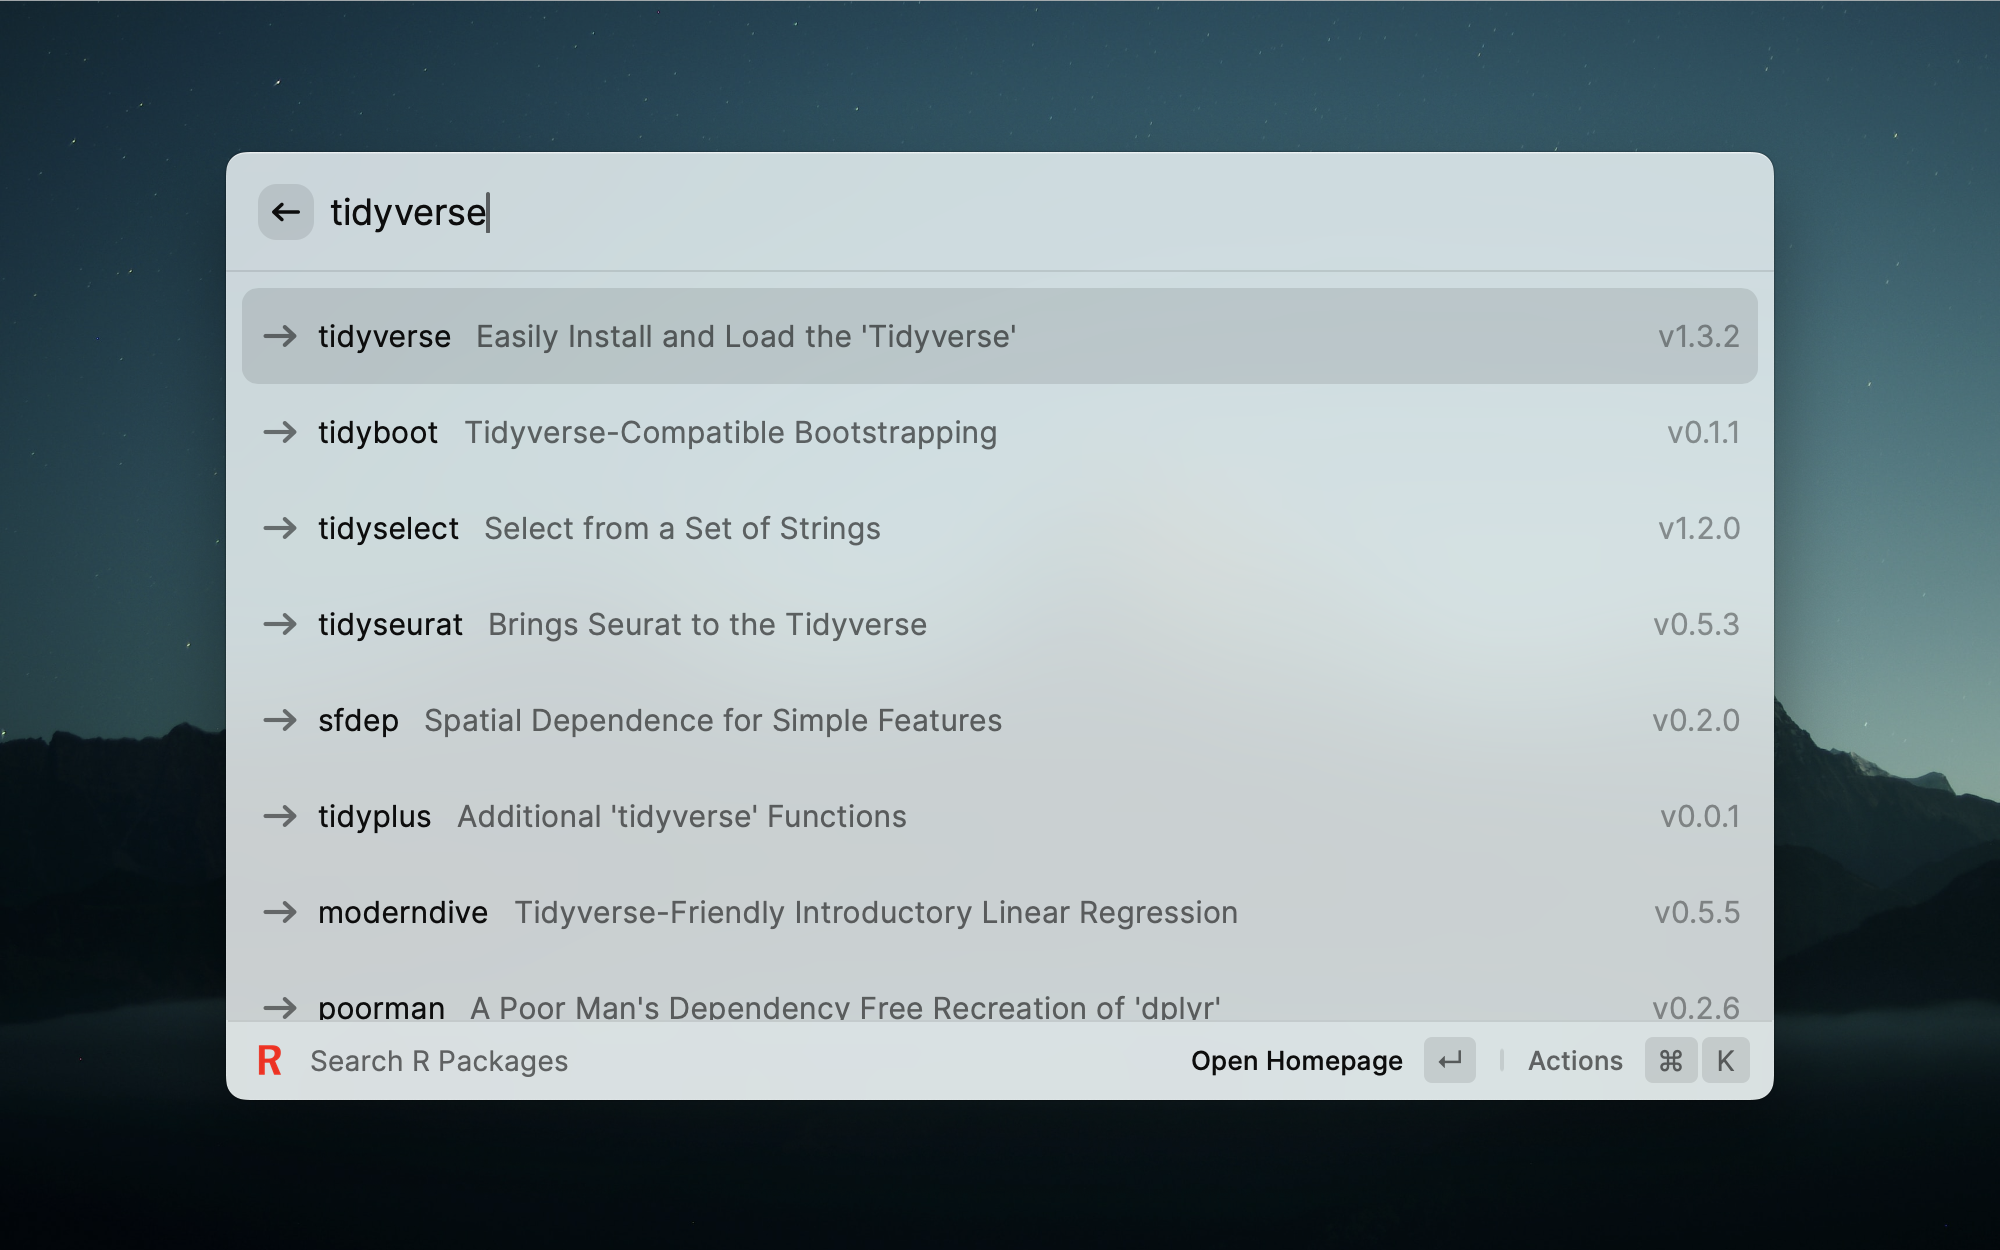 tidyverse
tidyverse Easily Install and Load the 'Tidyverse' v1.3.2
tidyboot Tidyverse-Compatible Bootstrapping v0.1.1
tidyselect Select from a Set of Strings v1.2.0
tidyseurat Brings Seurat to the Tidyverse v0.5.3
sfdep Spatial Dependence for Simple Features v0.2.0
tidyplus Additional 'tidyverse' Functions v0.0.1
moderndive Tidyverse-Friendly Introductory Linear Regression v0.5.5
poorman A Poor Man's Dependency Free Recreation of 'dplyr' v0.2.6
R Search R Packages Open Homepage ↵ Actions ⌘ K